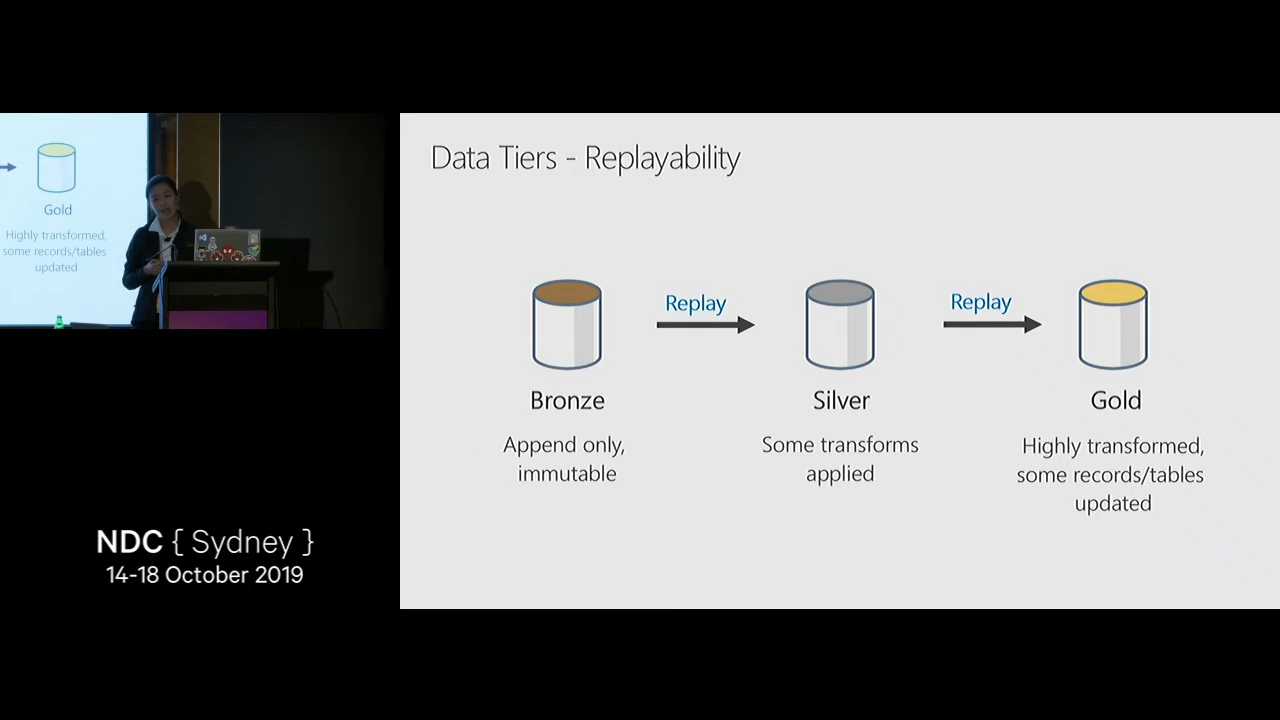 Gold
Highly transformed,
some records/tables
updated
NDC { Sydney }
14-18 October 2019
Data Tiers - Replayability
Replay
Replay
Bronze
Silver
Gold
Append only,
immutable
Some transforms
applied
Highly transformed,
some records/tables
updated